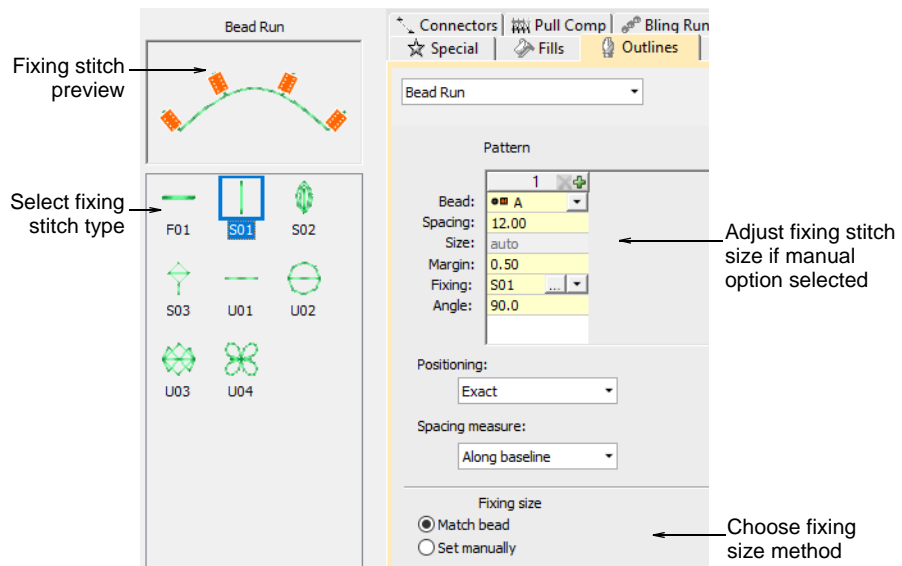 Bead Run
Fixing stitch
preview
Select fixing
stitch type
F01 S01 S02
S03 U01 U02
U03 U04
Connectors Pull Comp Bling Run
Special Fills Outlines
Bead Run
Pattern
1
Bead: A
Spacing: 12.00
Size: auto
Margin: 0.50
Fixing: S01 ...
Angle: 90.0
Adjust fixing stitch
size if manual
option selected
Positioning:
Exact
Spacing measure:
Along baseline
Fixing size
Match bead
Set manually
Choose fixing
size method